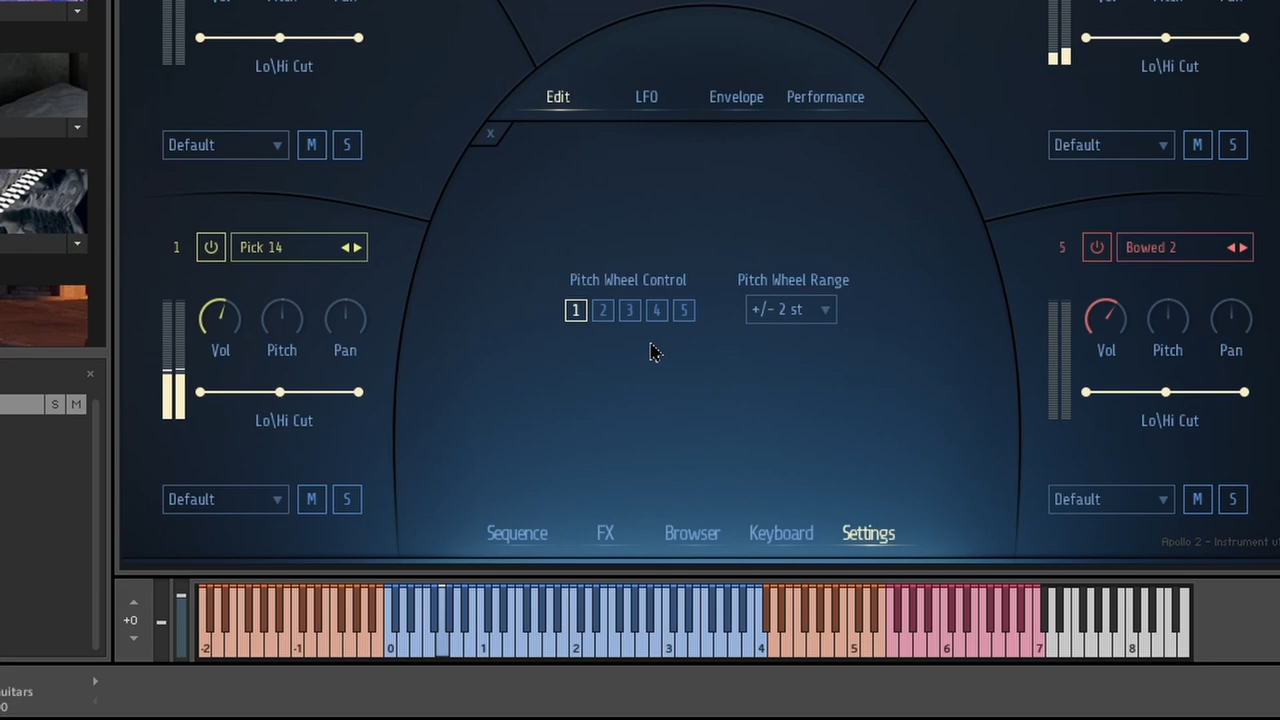 Lo\Hi Cut
Lo\Hi Cut
Edit LFO Envelope Performance
X
Default M S
Default M S
1 Pick 14
5 Bowed 2
Pitch Wheel Control Pitch Wheel Range
1 2 3 4 5 +/- 2 st
Vol Pitch Pan
Vol Pitch Pan
S M
Lo\Hi Cut
Lo\Hi Cut
Default M S
Default M S
Sequence FX Browser Keyboard Settings
Apollo 2 - Instrument
+0
-2 -1 0 1 2 3 4 5 6 7 8
uitars